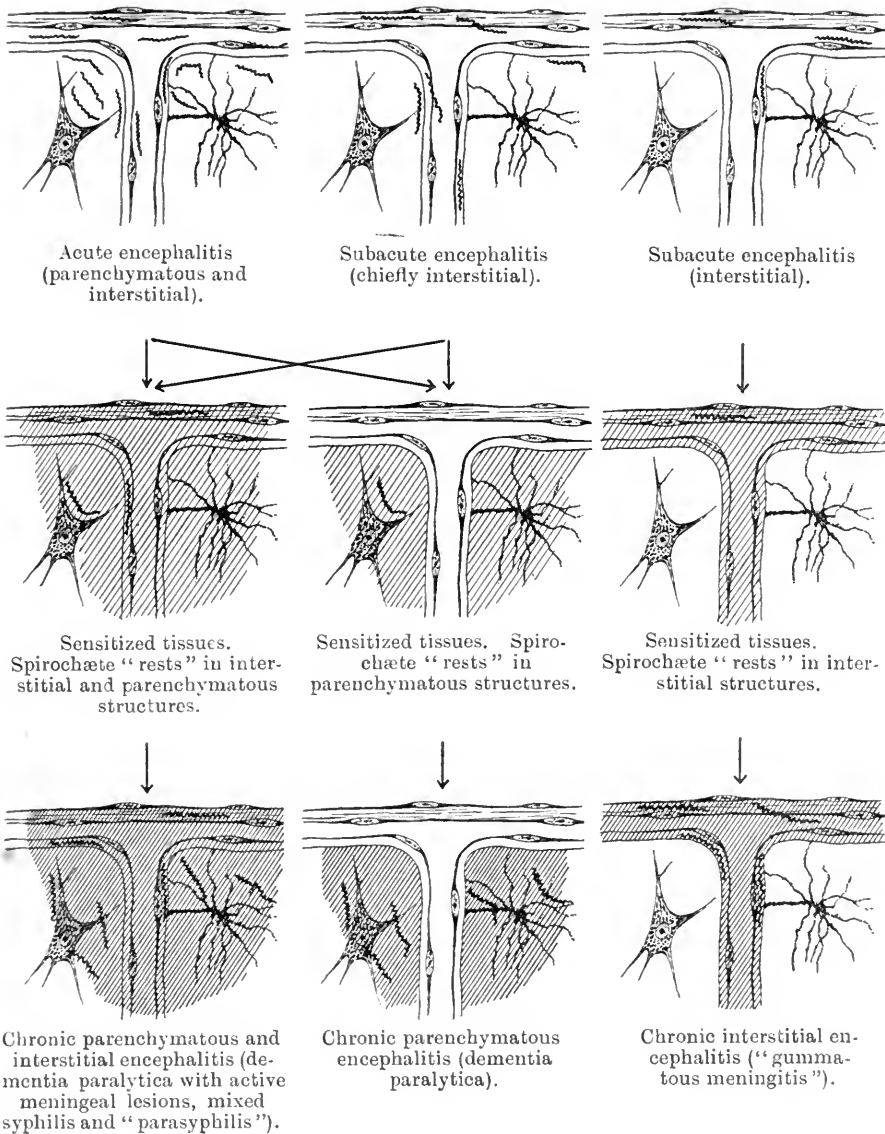 Acute encephalitis
(parenchymatous and
interstitial).
Subacute encephalitis
(chiefly interstitial).
Subacute encephalitis
(interstitial).
Sensitized tissues.
Spirochæte “ rests ” in inter-
stitial and parenchymatous
structures.
Sensitized tissues. Spiro-
chæte “ rests ” in
parenchymatous structures.
Sensitized tissues.
Spirochæte “ rests ” in inter-
stitial structures.
Chronic parenchymatous and
interstitial encephalitis (de-
mentia paralytica with active
meningeal lesions, mixed
syphilis and “ parasyphilis ”).
Chronic parenchymatous
encephalitis (dementia
paralytica).
Chronic interstitial en-
cephalitis (“ gumma-
tous meningitis ”).